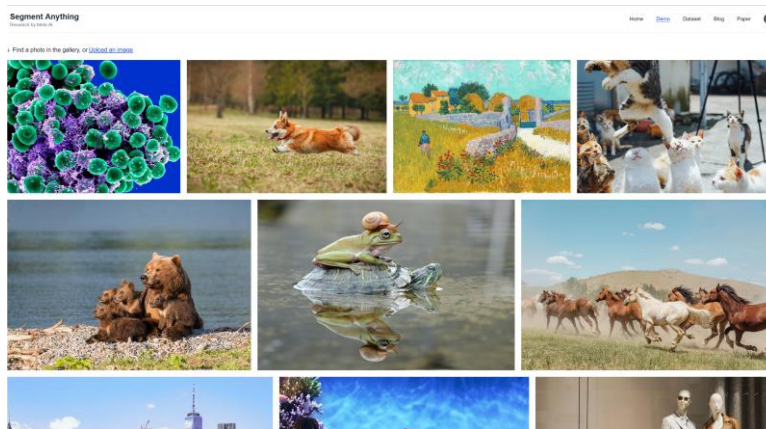 Segment Anything
Research by Meta AI
Home Demo Dataset Blog Paper
Find a photo in the gallery, or Upload an image